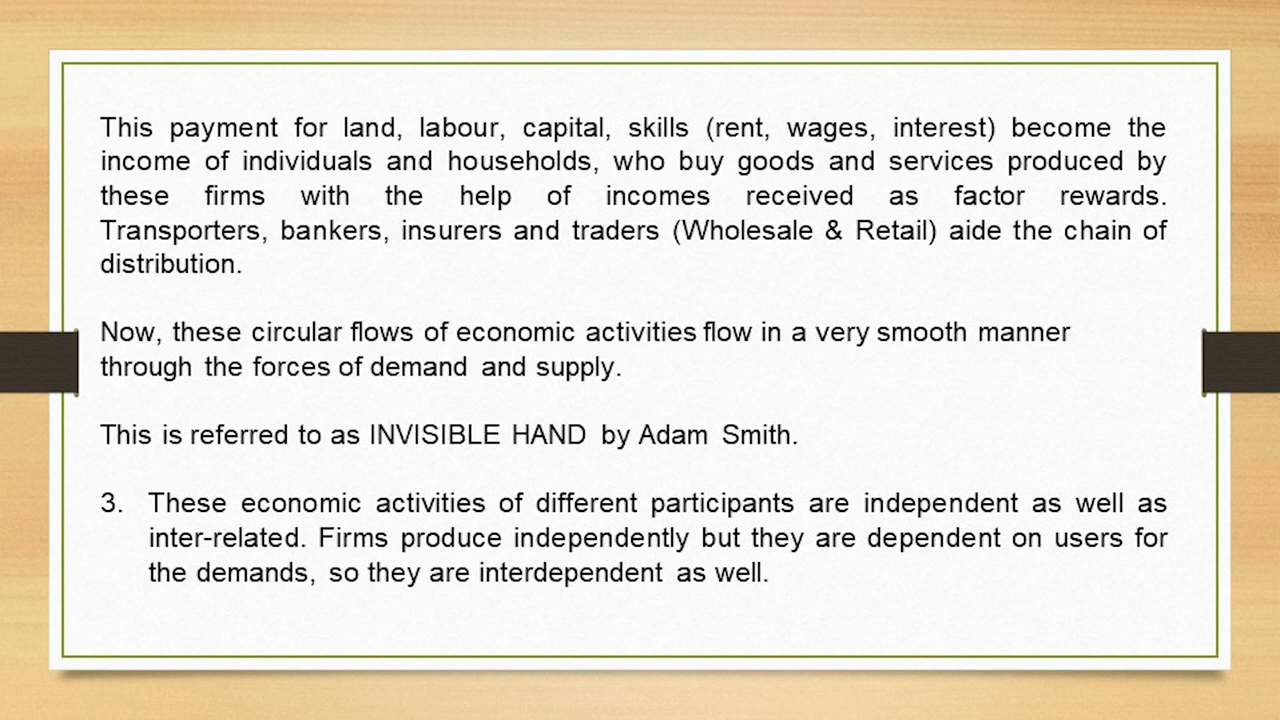 This payment for land, labour, capital, skills (rent, wages, interest) become the
income of individuals and households, who buy goods and services produced by
these firms with the help of incomes received as factor rewards.
Transporters, bankers, insurers and traders (Wholesale & Retail) aide the chain of
distribution.
Now, these circular flows of economic activities flow in a very smooth manner
through the forces of demand and supply.
This is referred to as INVISIBLE HAND by Adam Smith.
3. These economic activities of different participants are independent as well as
inter-related. Firms produce independently but they are dependent on users for
the demands, so they are interdependent as well.